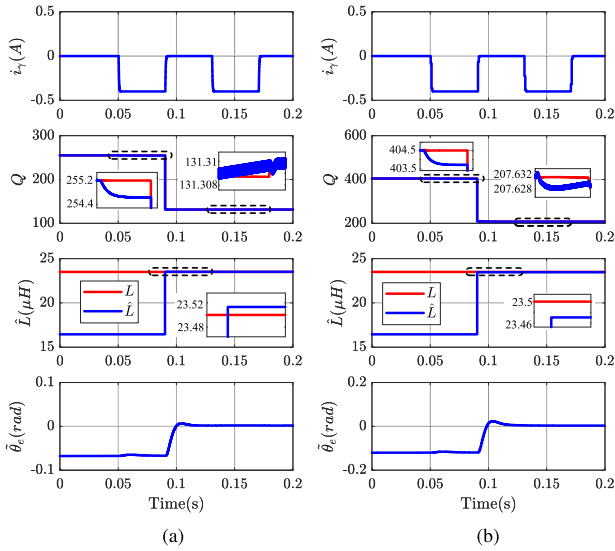 (a)
(b)
i_γ(A)
0.5
0
-0.5
0 0.05 0.1 0.15 0.2
i_γ(A)
0.5
0
-0.5
0 0.05 0.1 0.15 0.2
Q
300
200
100
255.2
254.4
131.31
131.308
0 0.05 0.1 0.15 0.2
Q
600
400
200
404.5
403.5
207.632
207.628
0 0.05 0.1 0.15 0.2
L̂(μH)
25
20
15
L
L̂
23.52
23.48
0 0.05 0.1 0.15 0.2
L̂(μH)
25
20
15
L
L̂
23.5
23.46
0 0.05 0.1 0.15 0.2
θ̃_e(rad)
0.1
0
-0.1
0 0.05 0.1 0.15 0.2
Time(s)
θ̃_e(rad)
0.2
0
-0.2
0 0.05 0.1 0.15 0.2
Time(s)
(a)
(b)